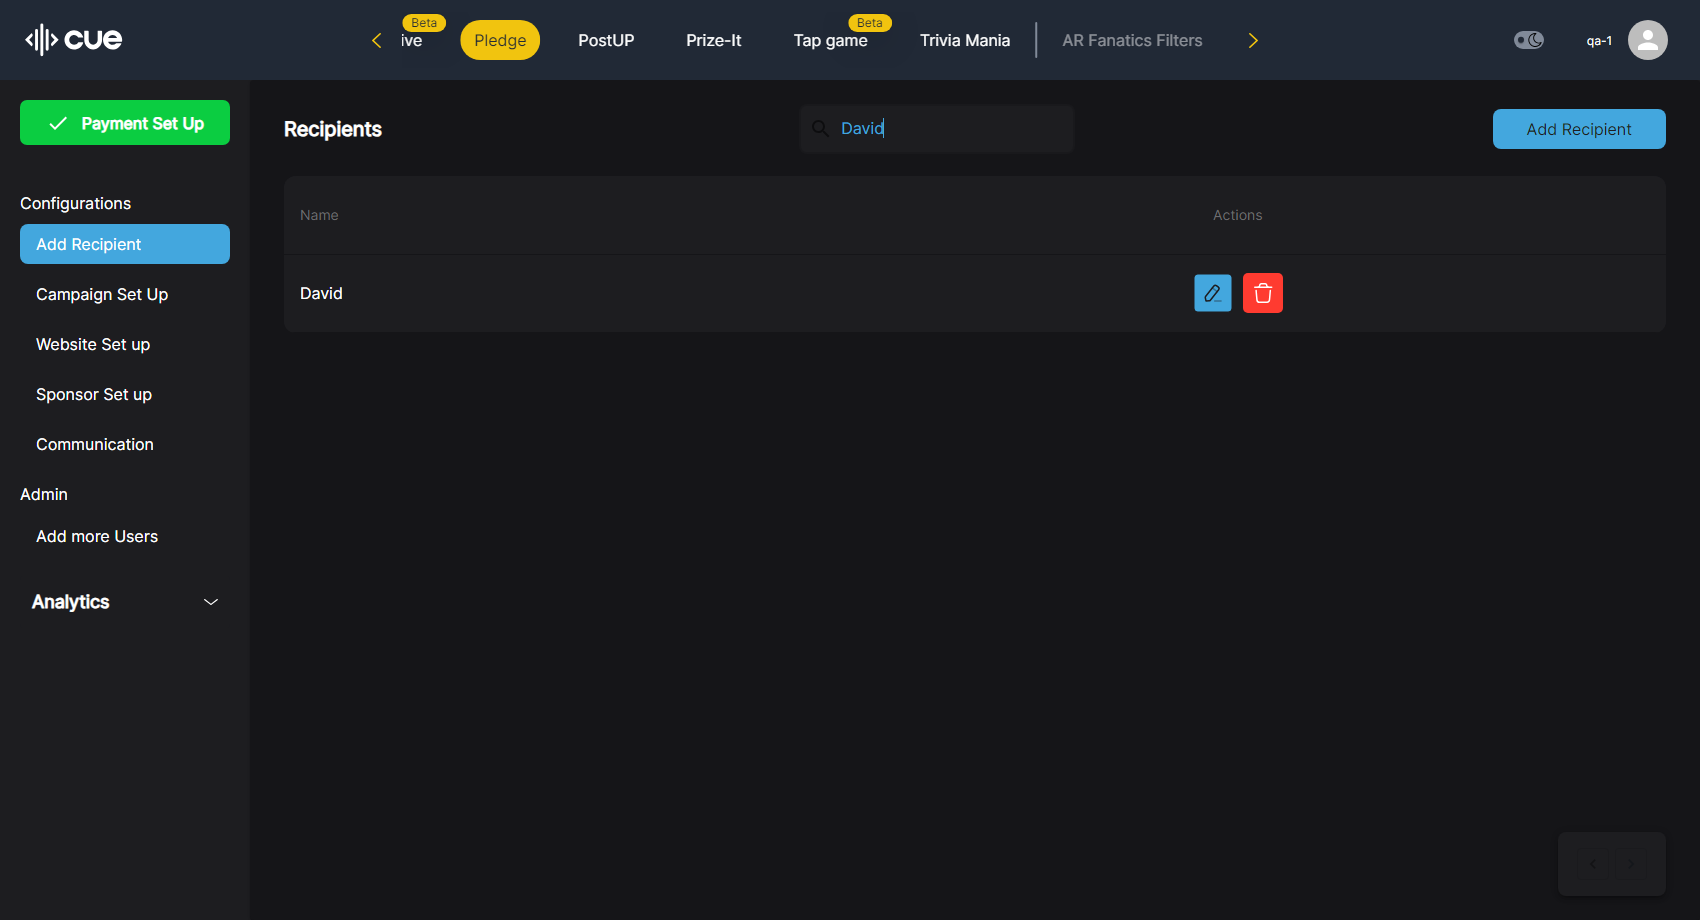 cue
Beta
ive
Pledge
PostUP
Prize-It
Beta
Tap game
Trivia Mania
AR Fanatics Filters
qa-1
Payment Set Up
Configurations
Add Recipient
Campaign Set Up
Website Set up
Sponsor Set up
Communication
Admin
Add more Users
Analytics
Recipients
David
Add Recipient
Name
Actions
David